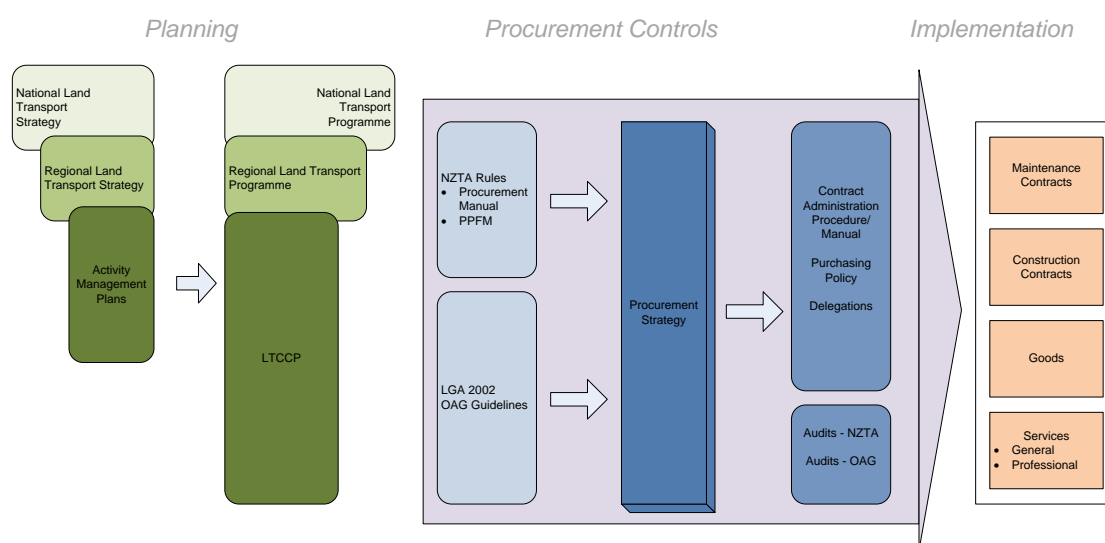 Planning
Procurement Controls
Implementation
National Land
Transport
Strategy
Regional Land
Transport Strategy
Activity
Management
Plans
National Land
Transport
Programme
Regional Land Transport
Programme
LTCCP
NZTA Rules
• Procurement
Manual
• PPFM
LGA 2002
OAG Guidelines
Procurement
Strategy
Contract
Administration
Procedure/
Manual
Purchasing
Policy
Delegations
Audits - NZTA
Audits - OAG
Maintenance
Contracts
Construction
Contracts
Goods
Services
• General
• Professional